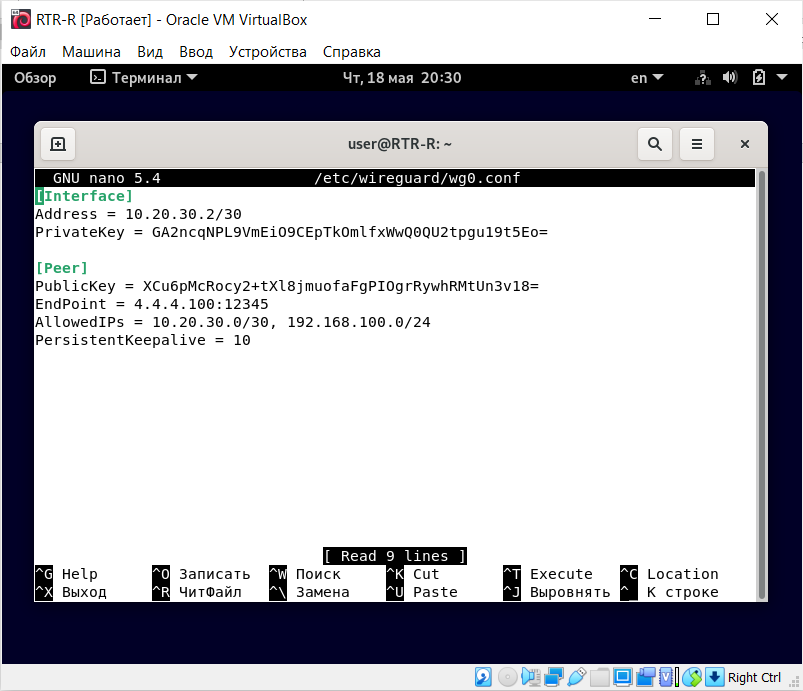 RTR-R [Работает] - Oracle VM VirtualBox
Файл Машина Вид Ввод Устройства Справка
Обзор Терминал Чт, 18 мая 20:30 en
user@RTR-R: ~
GNU nano 5.4 /etc/wireguard/wg0.conf
[Interface]
Address = 10.20.30.2/30
PrivateKey = GA2ncqNPL9VmEiO9CEpTkOmlfxWwQ0QU2tpgu19t5Eo=
[Peer]
PublicKey = XCu6pMcRocy2+tXl8jmuofaFgPIOgrRywhRMtUn3v18=
EndPoint = 4.4.4.100:12345
AllowedIPs = 10.20.30.0/30, 192.168.100.0/24
PersistentKeepalive = 10
[ Read 9 lines ]
^G Help ^O Записать ^W Поиск ^K Cut ^T Execute ^C Location
^X Выход ^R ЧитФайл ^\ Замена ^U Paste ^J Выровнять ^_ К строке
Right Ctrl